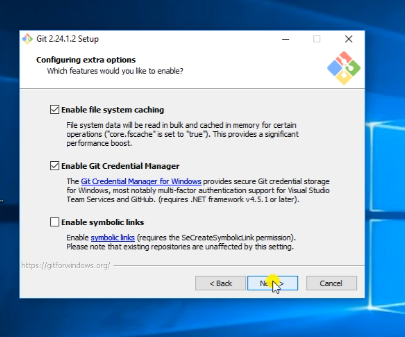 Git 2.24.1.2 Setup
Configuring extra options
Which features would you like to enable?
Enable file system caching
File system data will be read in bulk and cached in memory for certain
operations ("core.fscache" is set to "true"). This provides a significant
performance boost.
Enable Git Credential Manager
The Git Credential Manager for Windows provides secure Git credential storage
for Windows, most notably multi-factor authentication support for Visual Studio
Team Services and GitHub. (requires .NET framework v4.5.1 or later).
Enable symbolic links
Enable symbolic links (requires the SeCreateSymbolicLink permission).
Please note that existing repositories are unaffected by this setting.
https://gitforwindows.org/
< Back
Cancel